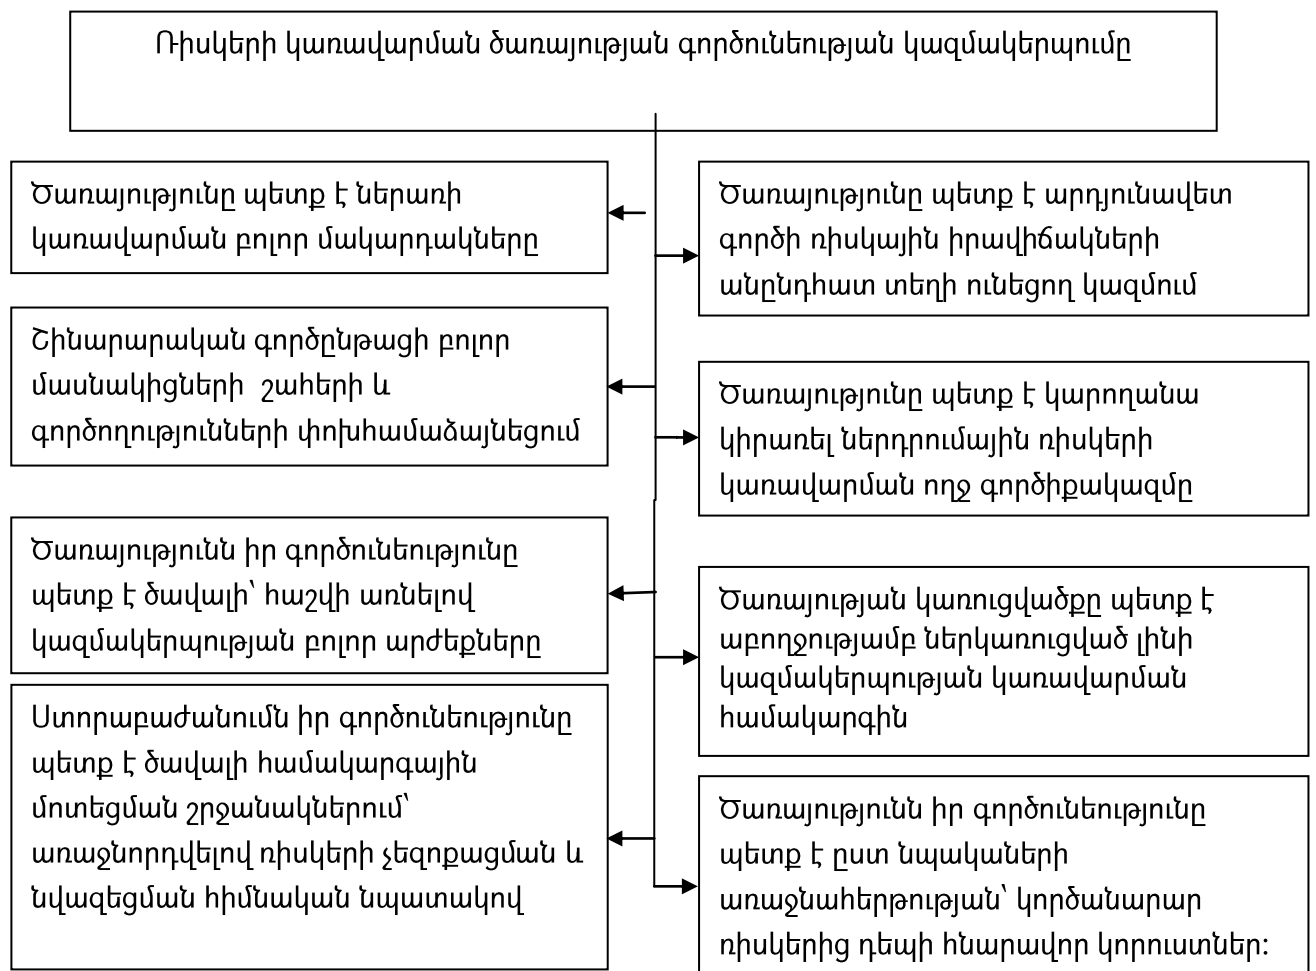 Ռիսկերի կառավարման ծառայության գործունեության կազմակերպումը
Ծառայությունը պետք է ներառի
կառավարման բոլոր մակարդակները
Ծառայությունը պետք է արդյունավետ
գործի ռիսկային իրավիճակների
անընդհատ տեղի ունեցող կազմում
Շինարարական գործընթացի բոլոր
մասնակիցների շահերի և
գործողությունների փոխհամաձայնեցում
Ծառայությունը պետք է կարողանա
կիրառել ներդրումային ռիսկերի
կառավարման ողջ գործիքակազմը
Ծառայությունն իր գործունեությունը
պետք է ծավալի՝ հաշվի առնելով
կազմակերպության բոլոր արժեքները
Ծառայության կառուցվածքը պետք է
աբողջությամբ ներկառուցված լինի
կազմակերպության կառավարման
համակարգին
Ստորաբաժանումն իր գործունեությունը
պետք է ծավալի համակարգային
մոտեցման շրջանակներում՝
առաջնորդվելով ռիսկերի չեզոքացման և
նվազեցման հիմնական նպատակով
Ծառայությունն իր գործունեությունը
պետք է ըստ նպակաների
առաջնահերթության՝ կործանարար
ռիսկերից դեպի հնարավոր կորուստներ: